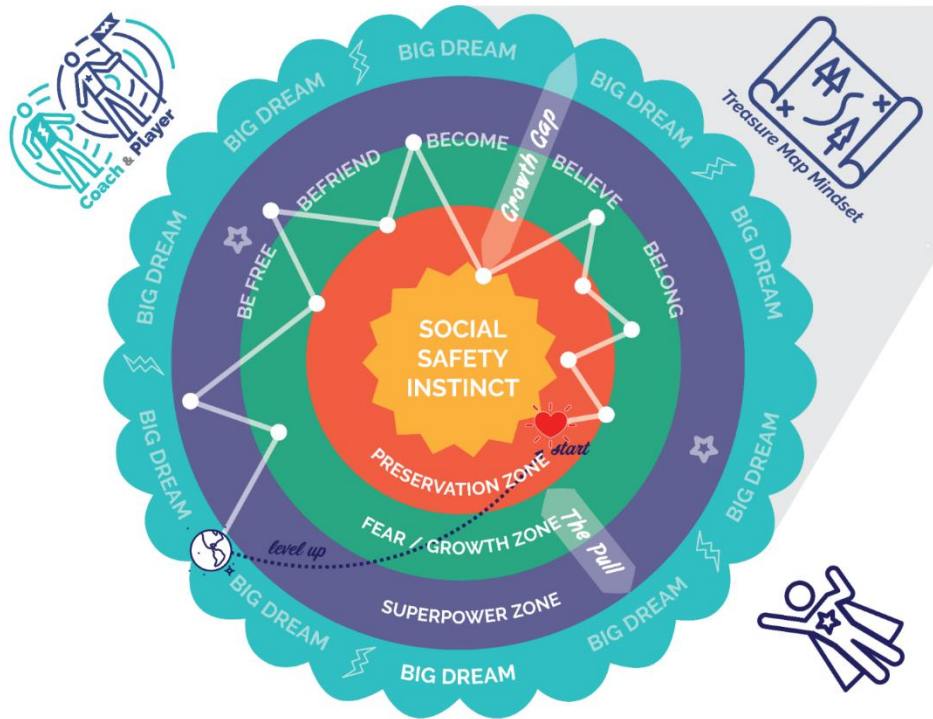 BIG DREAM
BIG DREAM
BIG DREAM
BIG DREAM
BIG DREAM
BIG DREAM
BIG DREAM
BIG DREAM
BIG DREAM
BIG DREAM
BIG DREAM
BIG DREAM
Coach & Player
Treasure Map Mindset
Growth Gap
BE FREE
BEFRIEND
BECOME
BELIEVE
BELONG
SOCIAL
SAFETY
INSTINCT
start
PRESERVATION ZONE
FEAR / GROWTH ZONE
The Pull
level up
SUPERPOWER ZONE